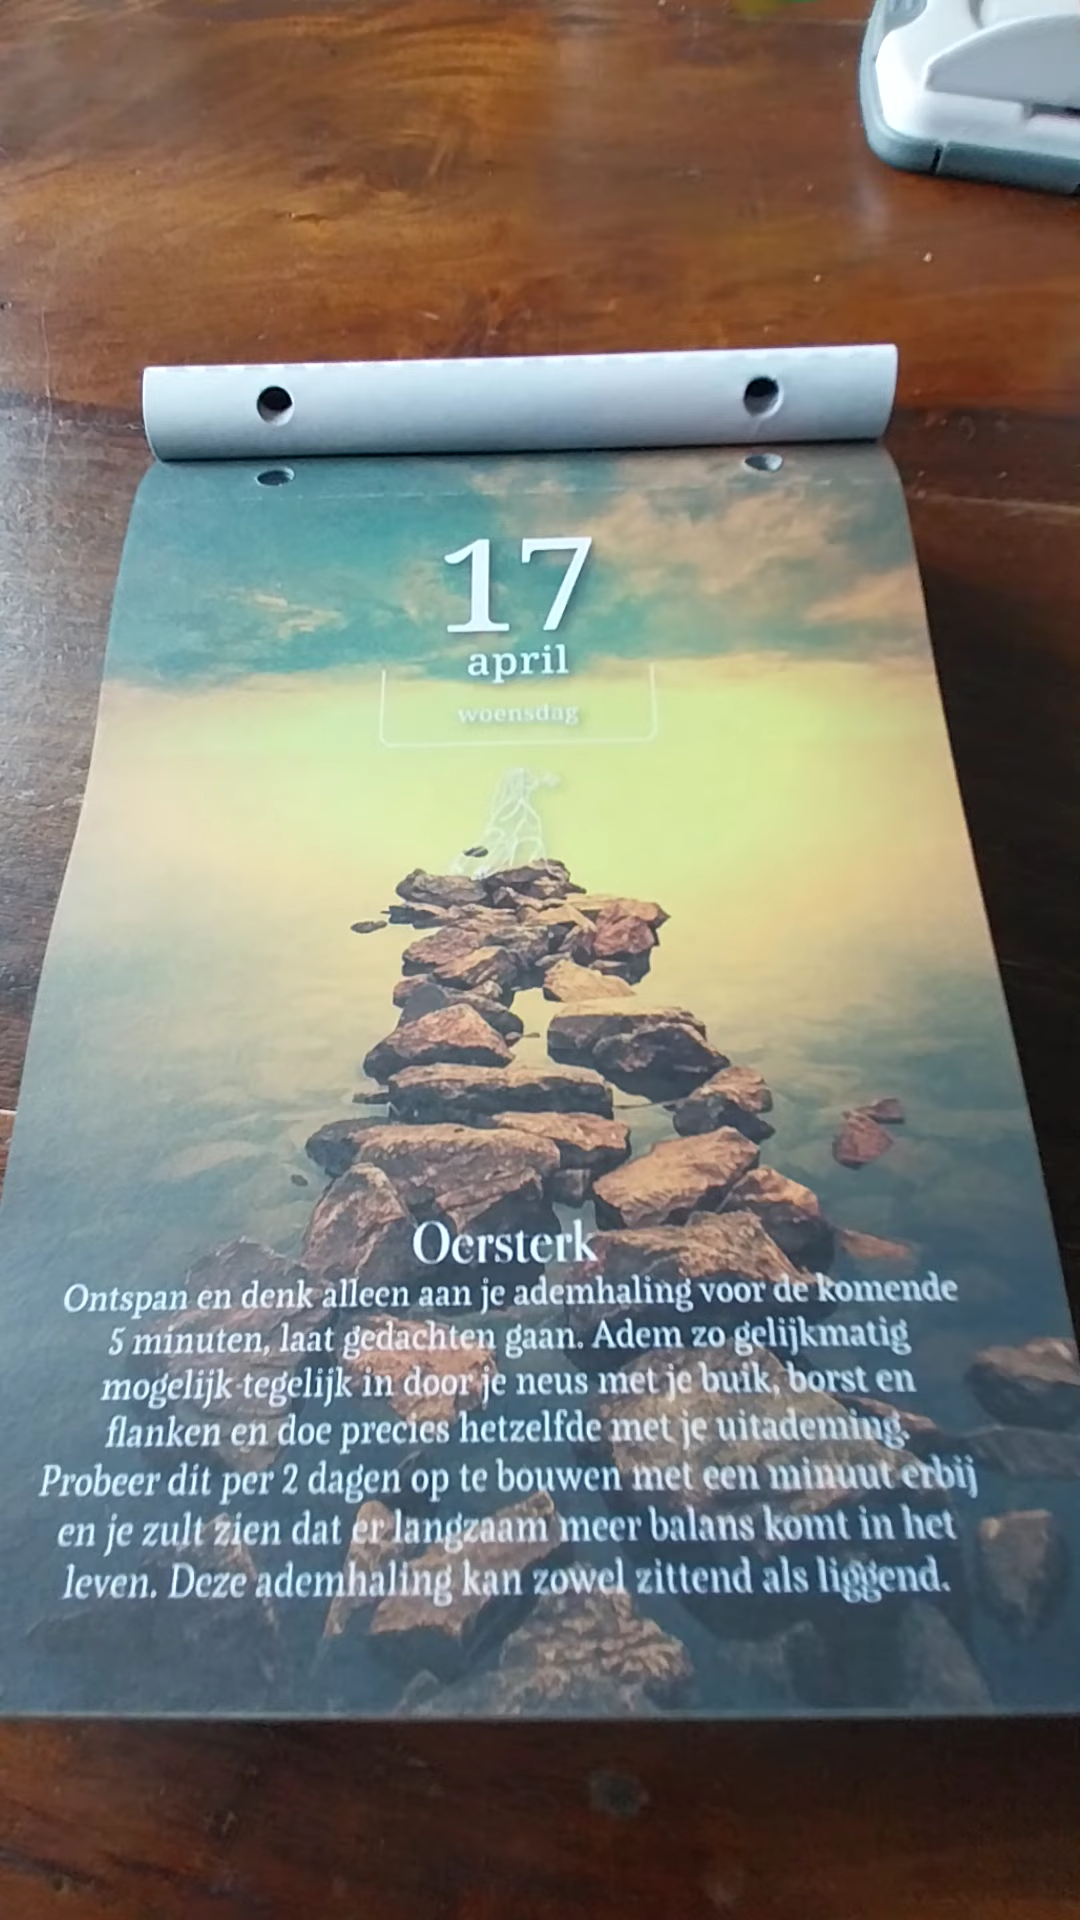 17
april
woensdag
Oersterk
Ontspan en denk alleen aan je ademhaling voor de komende
5 minuten, laat gedachten gaan. Adem zo gelijkmatig
mogelijk tegelijk in door je neus met je buik, borst en
flanken en doe precies hetzelfde met je uitademing.
Probeer dit per 2 dagen op te bouwen met een minuut erbij
en je zult zien dat er langzaam meer balans komt in het
leven. Deze ademhaling kan zowel zittend als liggend.